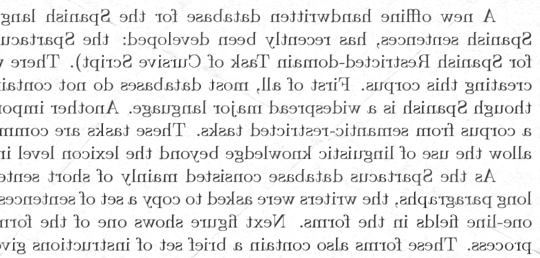 A new offline handwritten database for the Spanish lang
Spanish sentences, has recently been developed: the Spartacu
for Spanish Restricted-domain Task of Cursive Script). There
creating this corpus. First of all, most databases do not contai
though Spanish is a widespread major language. Another impor
a corpus from semantic-restricted tasks. These tasks are comm
allow the use of linguistic knowledge beyond the lexicon level i
As the Spartacus database consisted mainly of short sente
long paragraphs, the writers were asked to copy a set of sentences
one-line fields in the forms. Next figure shows one of the for
process. These forms also contain a brief set of instructions giv